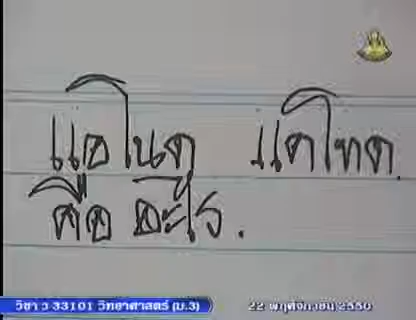 แอโนด แคโทด
คือ อะไร.
วิชา ว 33101 วิทยาศาสตร์ (ม.3) 22 พฤศจิกายน 2550